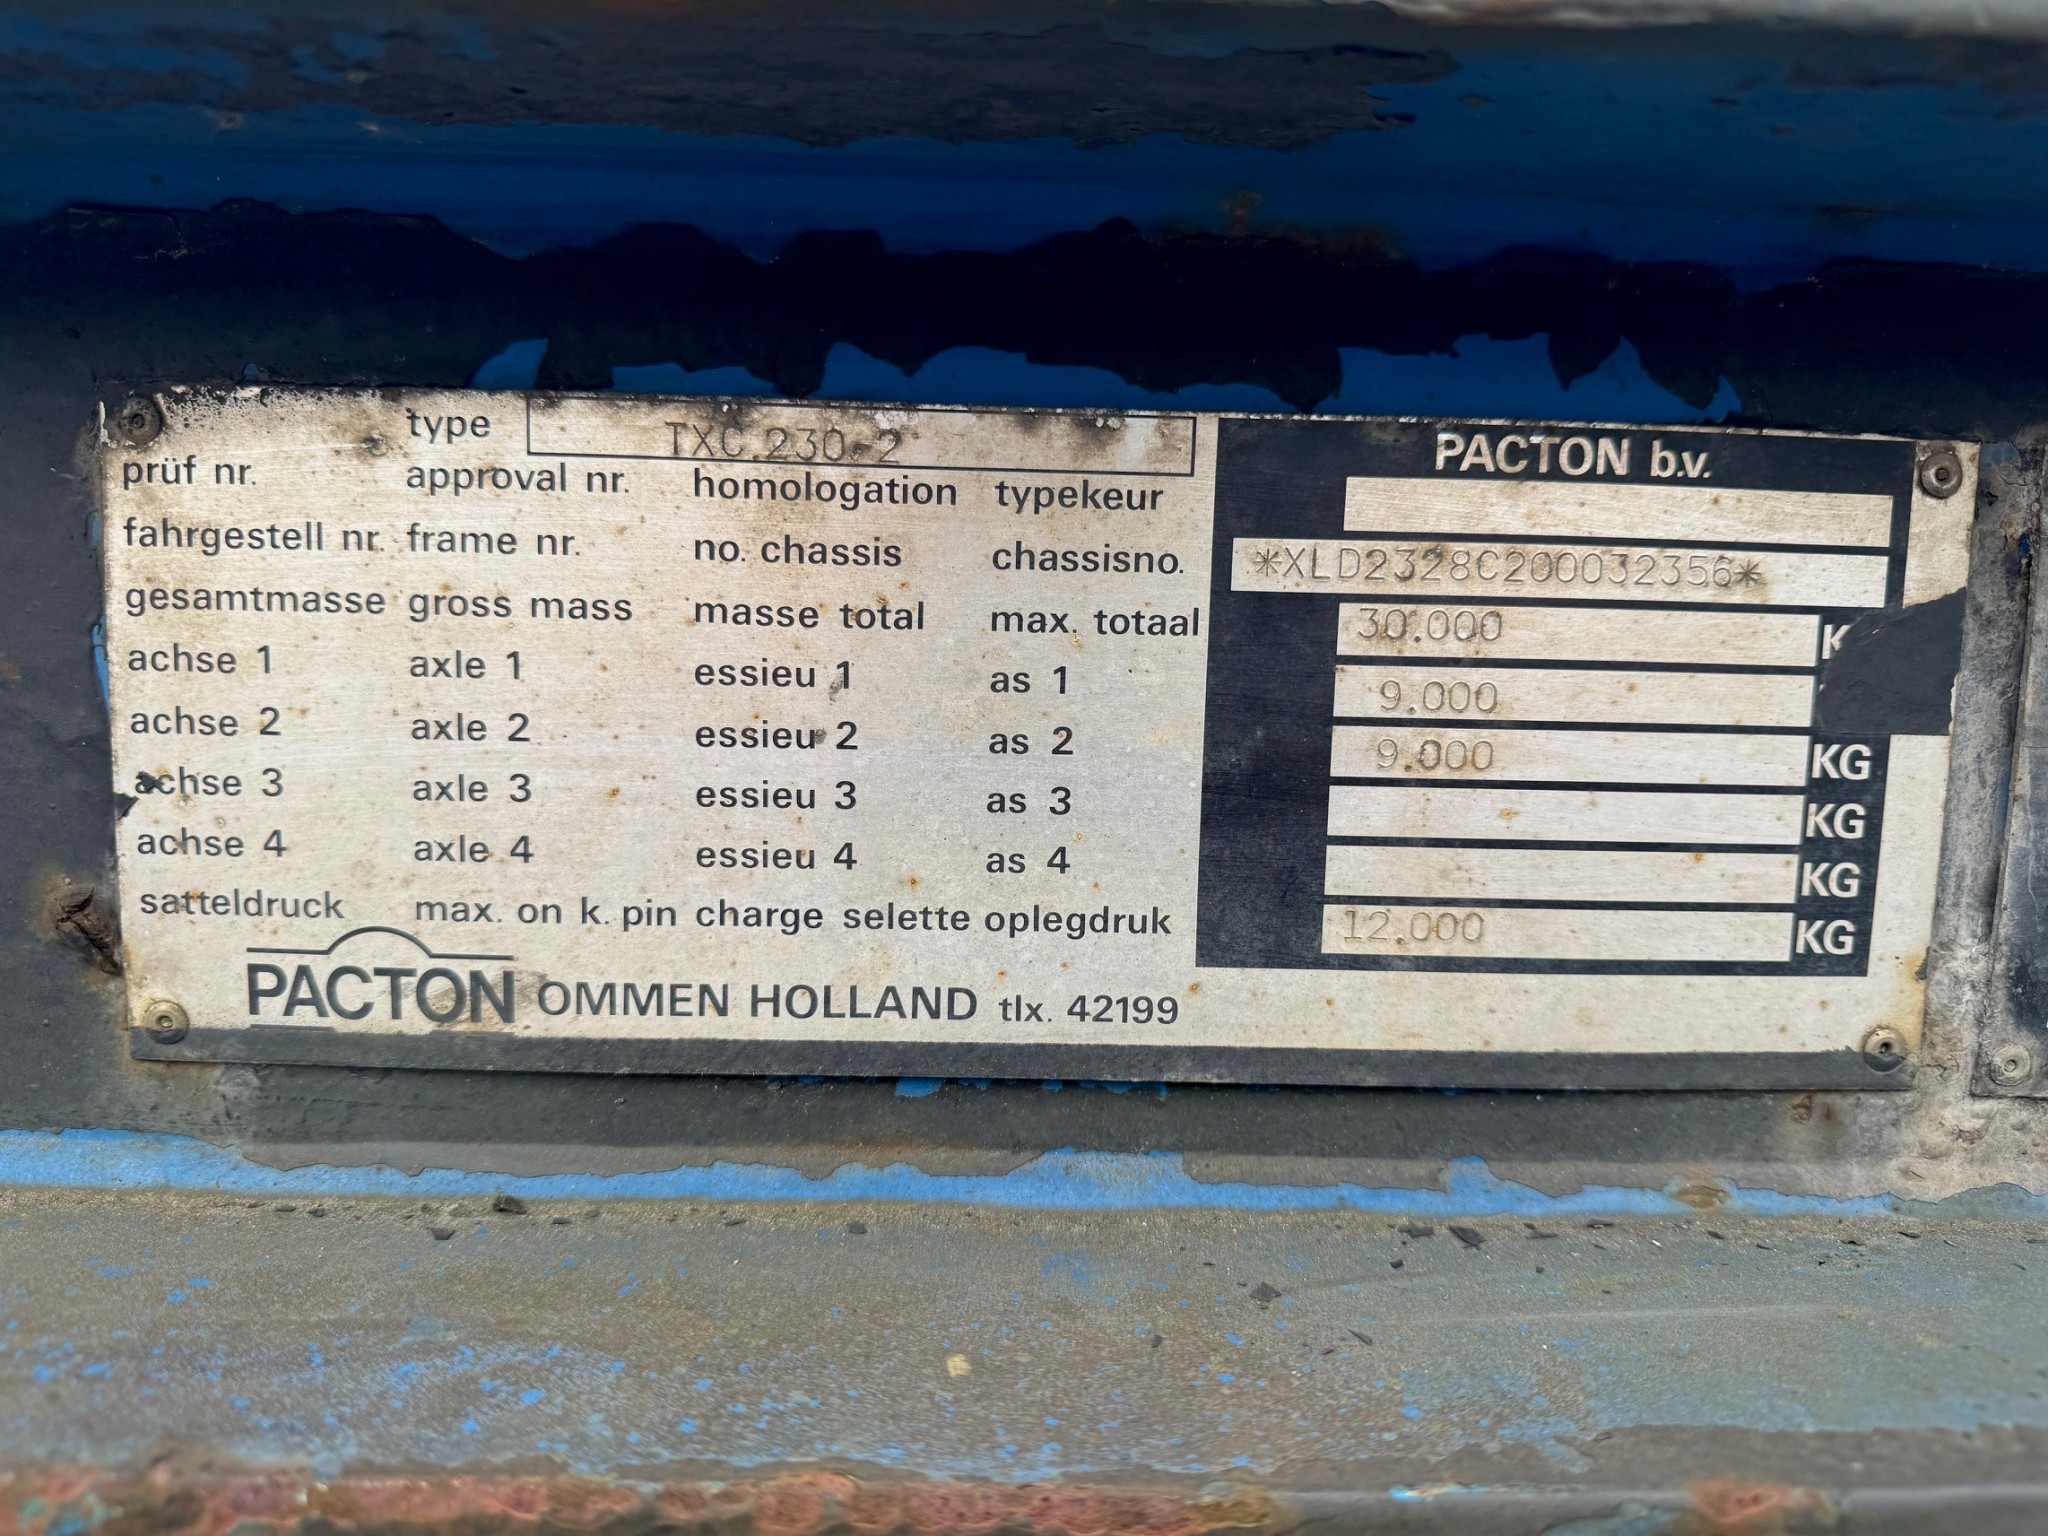 type TXC.230-2 PACTON b.v.
prüf nr. approval nr. homologation typekeur
fahrgestell nr. frame nr. no. chassis chassisno. *XLD2328C200032356*
gesamtmasse gross mass masse total max. totaal 30.000
achse 1 axle 1 essieu 1 as 1 9.000
achse 2 axle 2 essieu 2 as 2 9.000 KG
achse 3 axle 3 essieu 3 as 3 KG
achse 4 axle 4 essieu 4 as 4 KG
satteldruck max. on k. pin charge selette oplegdruk 12.000 KG
PACTON OMMEN HOLLAND tlx. 42199